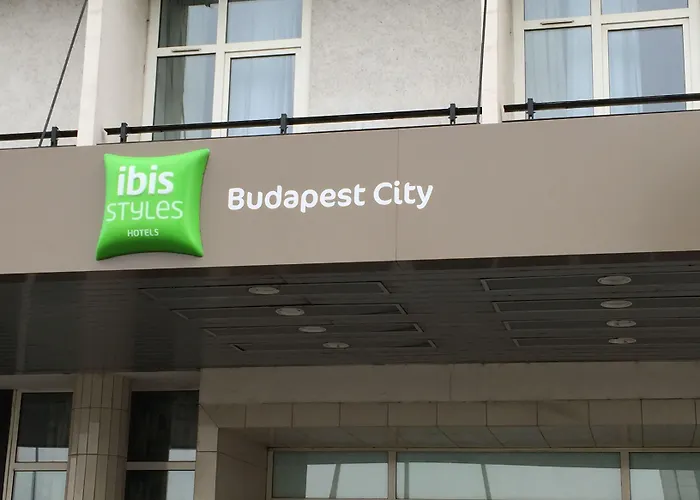 ibis
STYLES
HOTELS
Budapest City